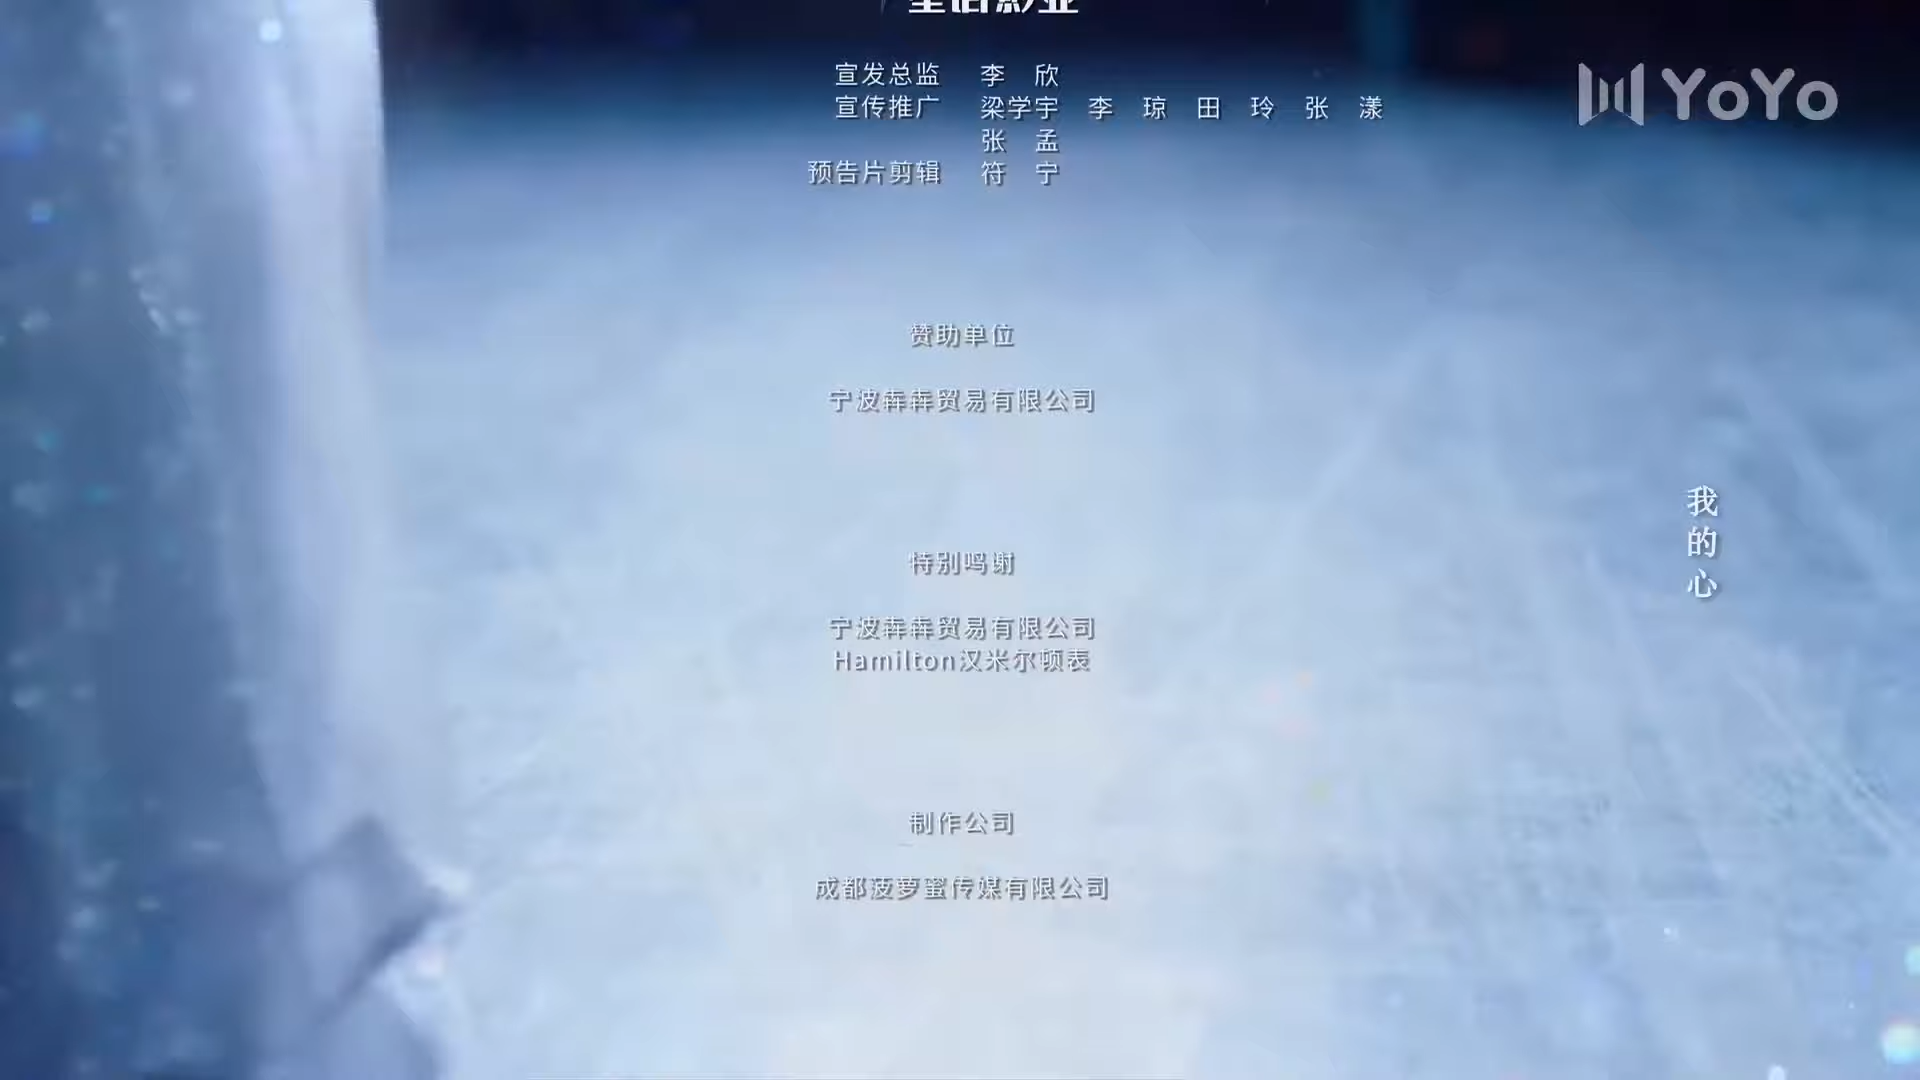 宣发总监 李 欣
宣传推广 梁学宇 李 琼 田 玲 张 漾
张 孟
预告片剪辑 符 宁
YoYo
赞助单位
宁波犇犇贸易有限公司
特别鸣谢
宁波犇犇贸易有限公司
Hamilton汉米尔顿表
制作公司
成都菠萝蜜传媒有限公司
我的心